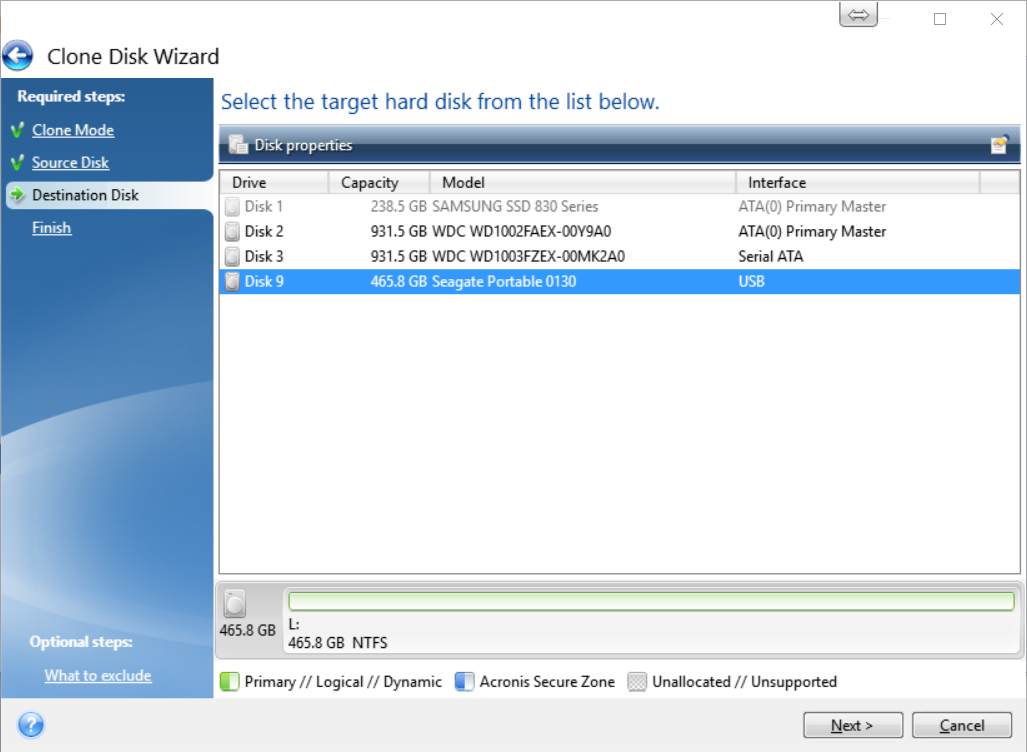 Clone Disk Wizard
Required steps:
Clone Mode
Source Disk
Destination Disk
Finish
Optional steps:
What to exclude
Select the target hard disk from the list below.
Disk properties
Drive Capacity Model Interface
Disk 1 238.5 GB SAMSUNG SSD 830 Series ATA(0) Primary Master
Disk 2 931.5 GB WDC WD1002FAEX-00Y9A0 ATA(0) Primary Master
Disk 3 931.5 GB WDC WD1003FZEX-00MK2A0 Serial ATA
Disk 9 465.8 GB Seagate Portable 0130 USB
465.8 GB
L:
465.8 GB NTFS
Primary // Logical // Dynamic Acronis Secure Zone Unallocated // Unsupported
? Next > Cancel